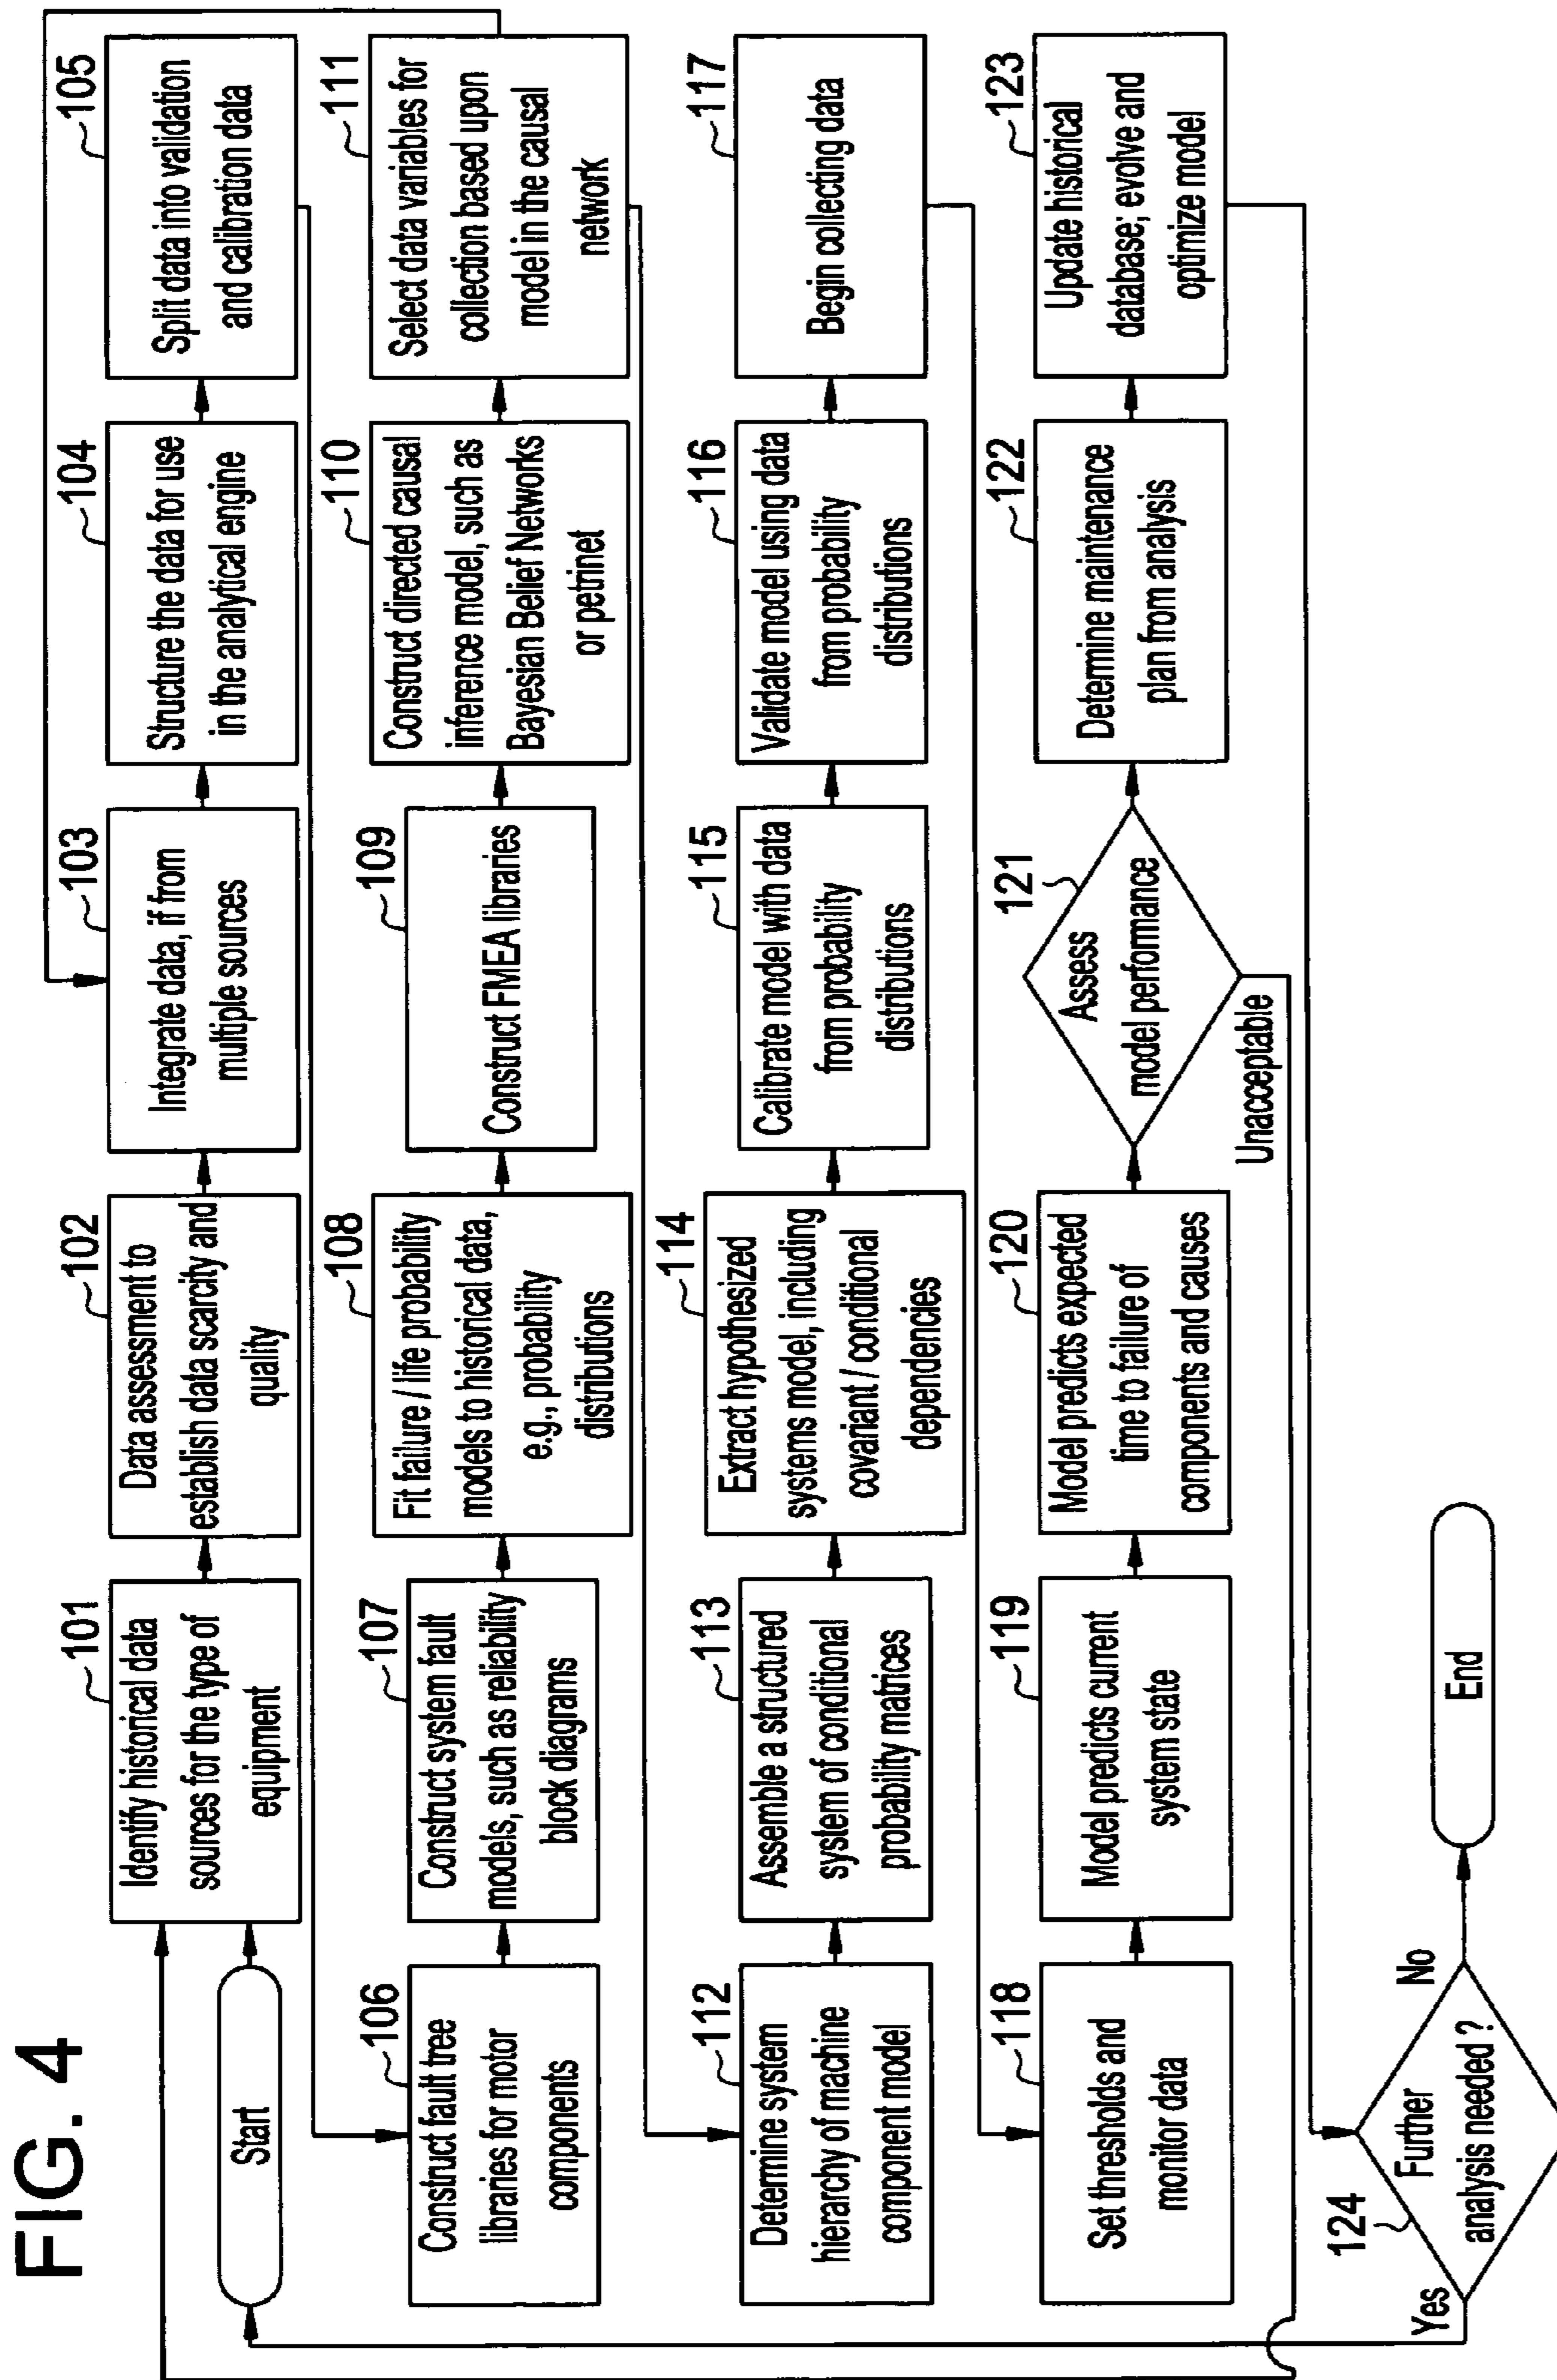 FIG. 4
Start
101
Identify historical data
sources for the type of
equipment
102
Data assessment to
establish data scarcity and
quality
103
Integrate data, if from
multiple sources
104
Structure the data for use
in the analytical engine
105
Split data into validation
and calibration data
106
Construct fault tree
libraries for motor
components
107
Construct system fault
models, such as reliability
block diagrams
108
Fit failure / life probability
models to historical data,
e.g., probability
distributions
109
Construct FMEA libraries
110
Construct directed causal
inference model, such as
Bayesian Belief Networks
or petrinet
111
Select data variables for
collection based upon
model in the causal
network
112
Determine system
hierarchy of machine
component model
113
Assemble a structured
system of conditional
probability matrices
114
Extract hypothesized
systems model, including
covariant / conditional
dependencies
115
Calibrate model with data
from probability
distributions
116
Validate model using data
from probability
distributions
117
Begin collecting data
118
Set thresholds and
monitor data
119
Model predicts current
system state
120
Model predicts expected
time to failure of
components and causes
121
Assess
model performance
Unacceptable
122
Determine maintenance
plan from analysis
123
Update historical
database; evolve and
optimize model
124
Further
analysis needed ?
Yes
No
End